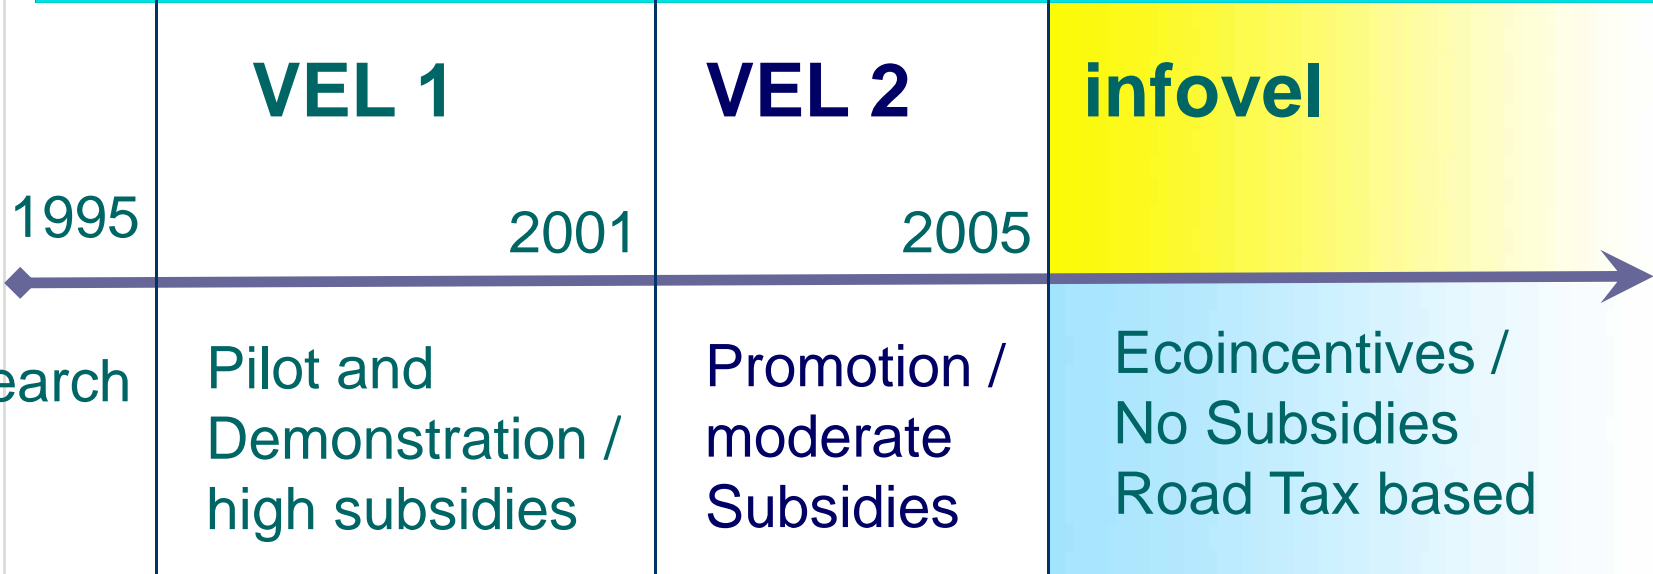 VEL 1
VEL 2
infovel
1995
2001
2005
earch
Pilot and
Demonstration /
high subsidies
Promotion /
moderate
Subsidies
Ecoincentives /
No Subsidies
Road Tax based